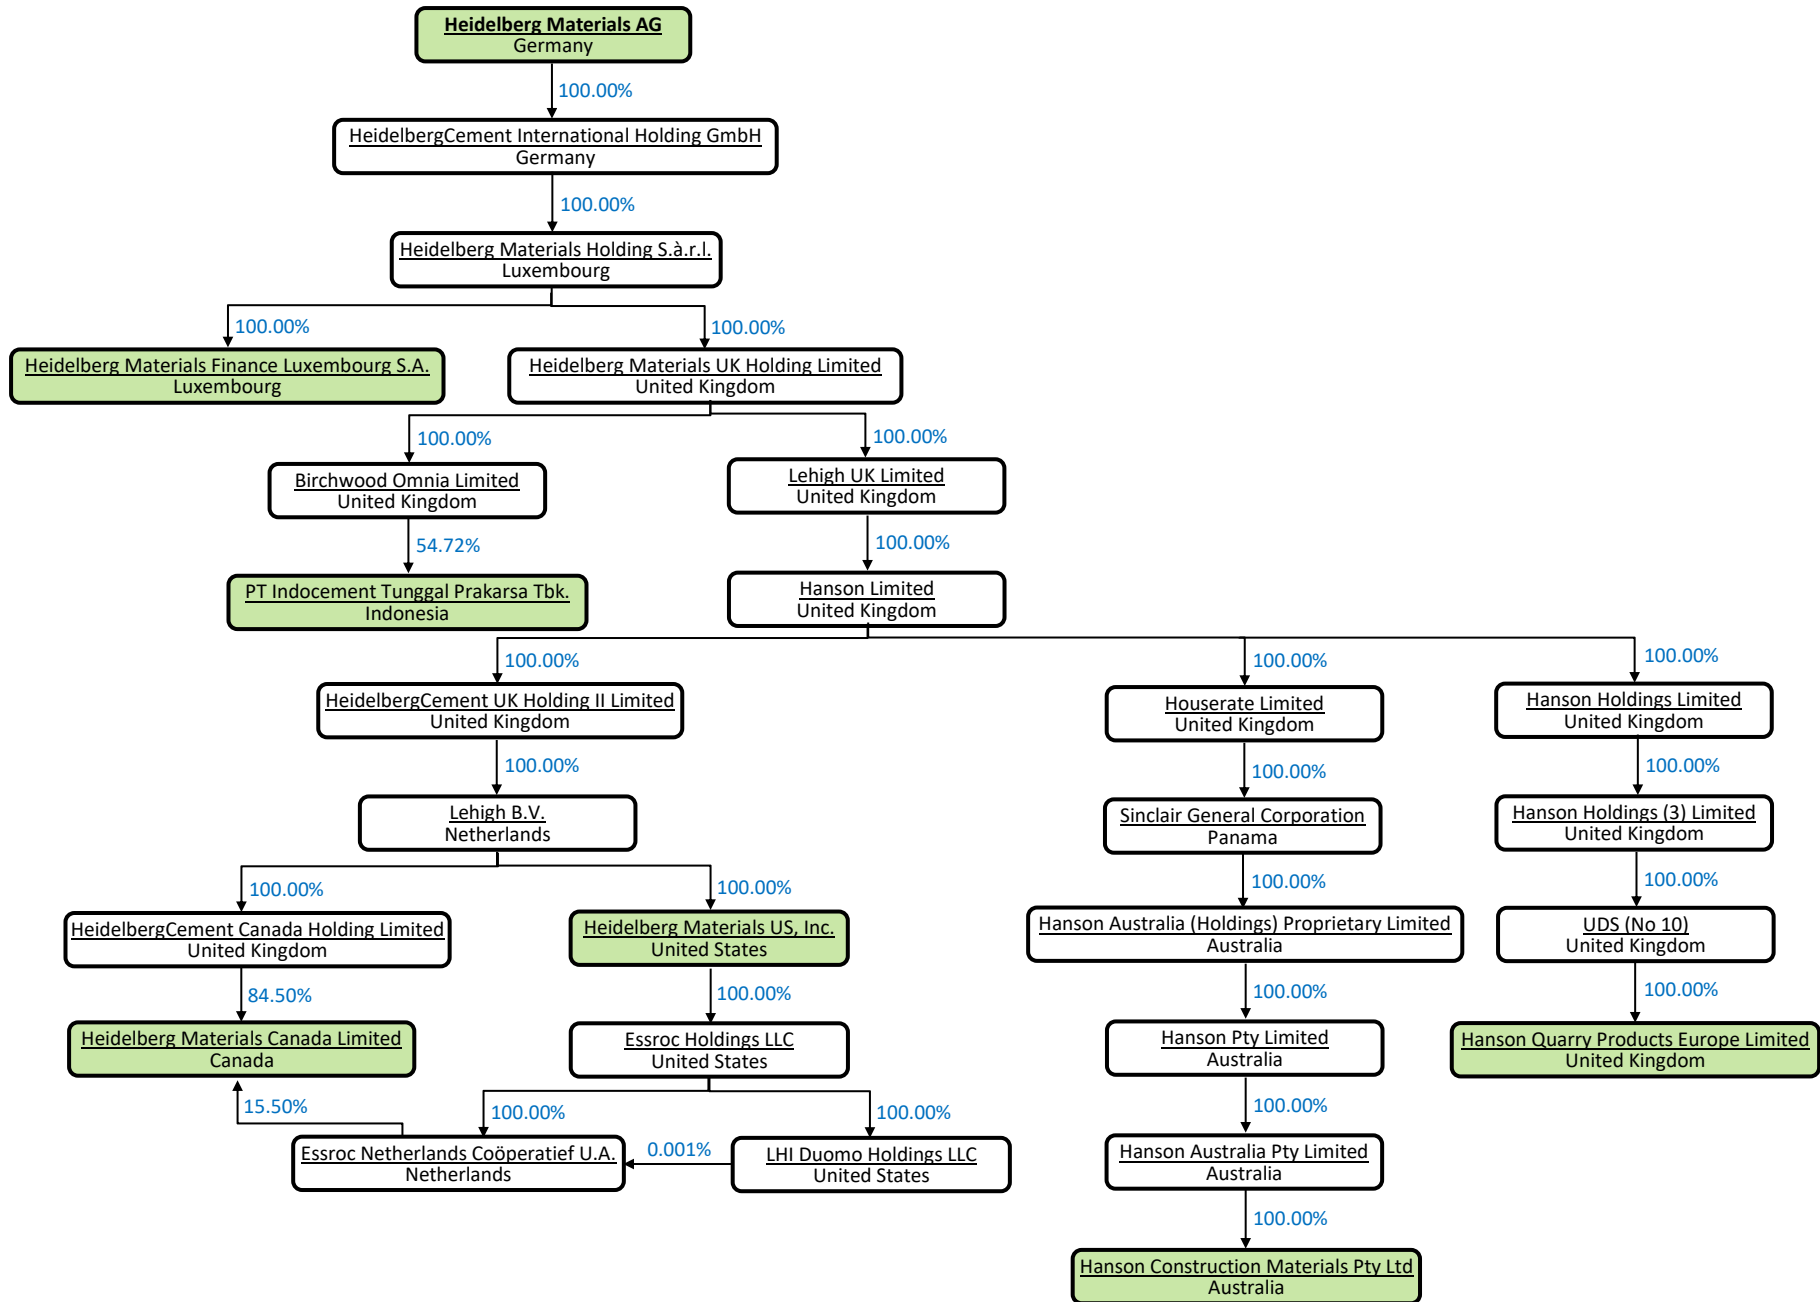 Heidelberg Materials AG
Germany
100.00%
HeidelbergCement International Holding GmbH
Germany
100.00%
Heidelberg Materials Holding S.à.r.l.
Luxembourg
100.00%
100.00%
Heidelberg Materials Finance Luxembourg S.A.
Luxembourg
Heidelberg Materials UK Holding Limited
United Kingdom
100.00%
100.00%
Birchwood Omnia Limited
United Kingdom
Lehigh UK Limited
United Kingdom
54.72%
100.00%
PT Indocement Tunggal Prakarsa Tbk.
Indonesia
Hanson Limited
United Kingdom
100.00%
100.00%
100.00%
HeidelbergCement UK Holding II Limited
United Kingdom
Houserate Limited
United Kingdom
Hanson Holdings Limited
United Kingdom
100.00%
100.00%
100.00%
Lehigh B.V.
Netherlands
Sinclair General Corporation
Panama
Hanson Holdings (3) Limited
United Kingdom
100.00%
100.00%
100.00%
100.00%
HeidelbergCement Canada Holding Limited
United Kingdom
Heidelberg Materials US, Inc.
United States
Hanson Australia (Holdings) Proprietary Limited
Australia
UDS (No 10)
United Kingdom
84.50%
100.00%
100.00%
100.00%
Heidelberg Materials Canada Limited
Canada
Essroc Holdings LLC
United States
Hanson Pty Limited
Australia
Hanson Quarry Products Europe Limited
United Kingdom
15.50%
100.00%
100.00%
100.00%
Essroc Netherlands Coöperatief U.A.
Netherlands
0.001%
LHI Duomo Holdings LLC
United States
Hanson Australia Pty Limited
Australia
100.00%
Hanson Construction Materials Pty Ltd
Australia